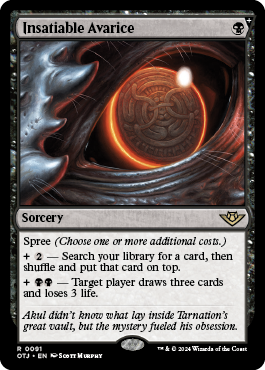 Insatiable Avarice
Sorcery
Spree (Choose one or more additional costs.)
+ 2 — Search your library for a card, then
shuffle and put that card on top.
+ — Target player draws three cards
and loses 3 life.
Akul didn't know what lay inside Tarnation's
great vault, but the mystery fueled his obsession.
R 0091
OTJ • EN SCOTT MURPHY
™ & © 2024 Wizards of the Coast